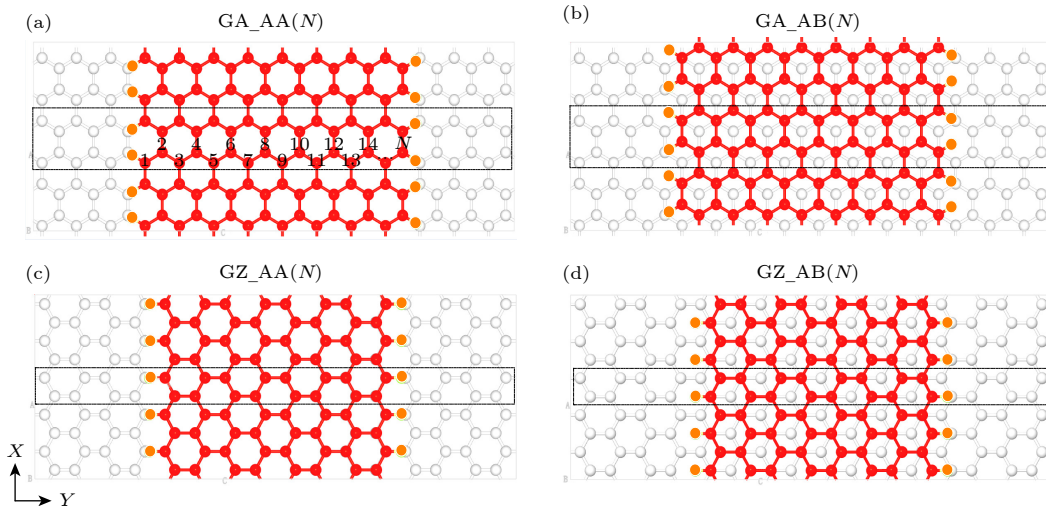 (a) GA_AA(N)
(b) GA_AB(N)
2 4 6 8 10 12 14 ... N
1 3 5 7 9 11 13
A
A
B C
B C
(c) GZ_AA(N)
(d) GZ_AB(N)
A
A
X
B C
B C
Y